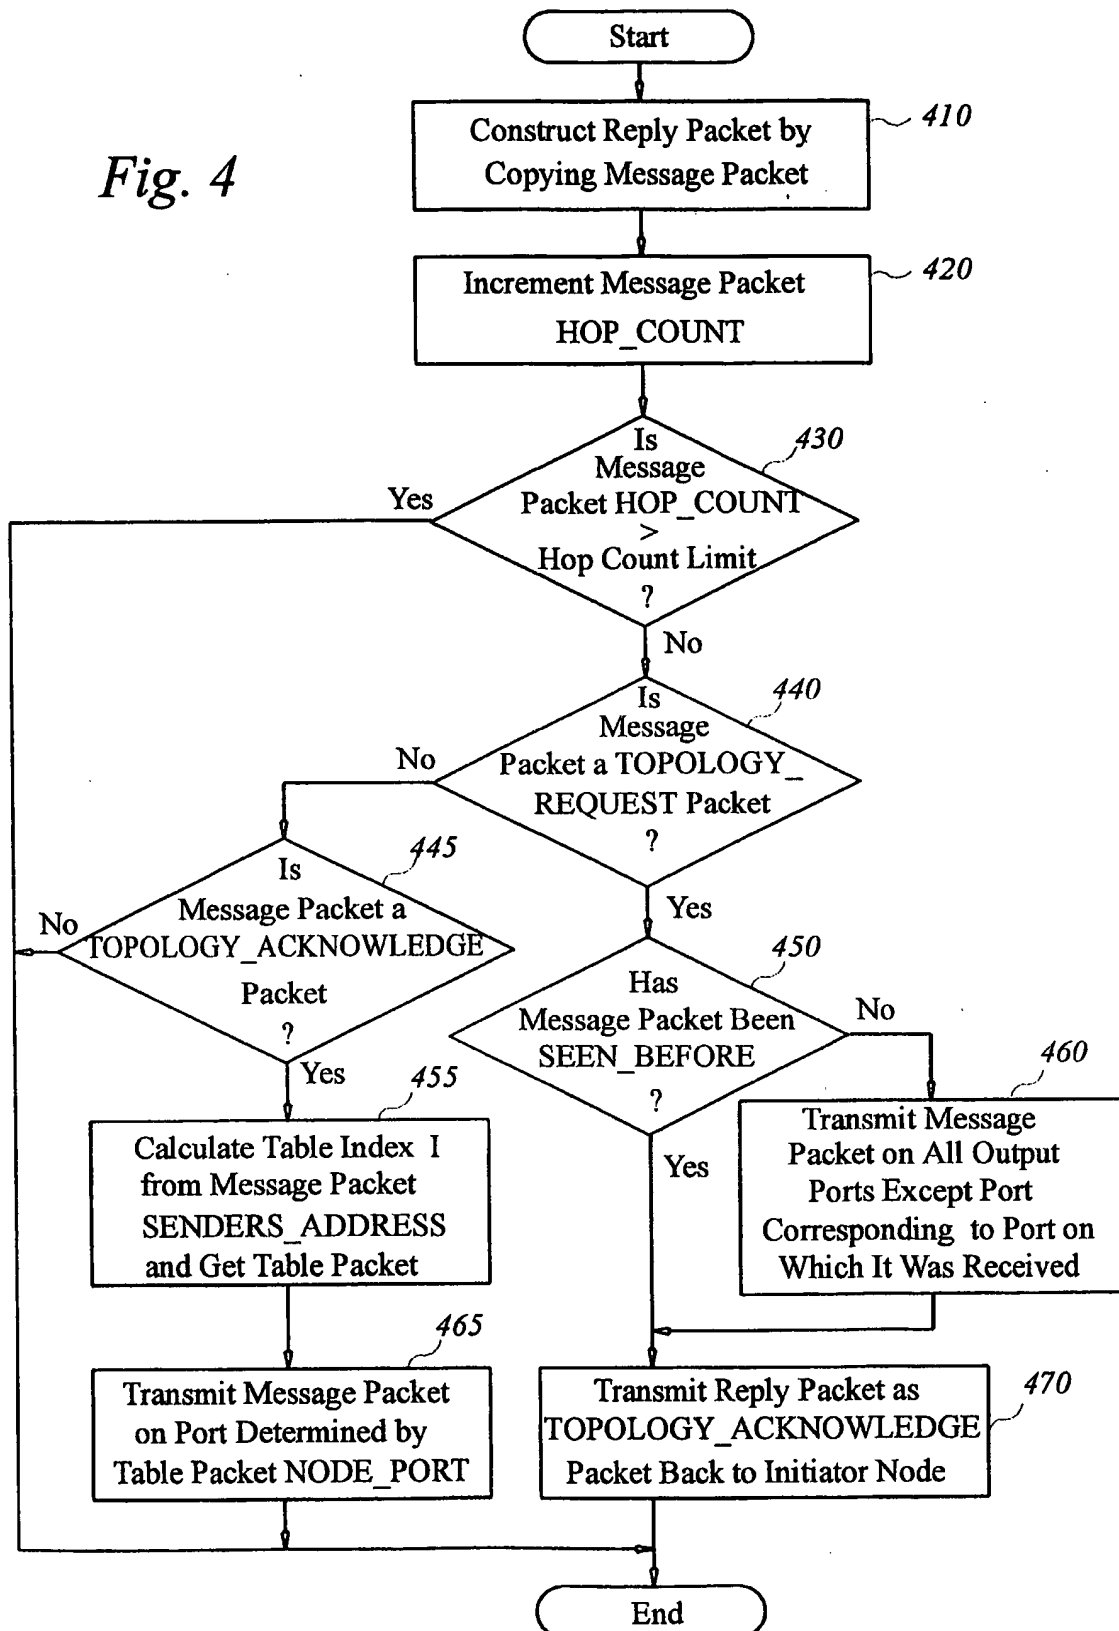 Start
Fig. 4
Construct Reply Packet by
Copying Message Packet
410
Increment Message Packet
HOP_COUNT
420
Is
Message
Packet HOP_COUNT
>
Hop Count Limit
?
430
Yes
No
Is
Message
Packet a TOPOLOGY_
REQUEST Packet
?
440
No
Yes
Is
Message Packet a
TOPOLOGY_ACKNOWLEDGE
Packet
?
445
No
Yes
Has
Message Packet Been
SEEN_BEFORE
?
450
No
Yes
Calculate Table Index I
from Message Packet
SENDERS_ADDRESS
and Get Table Packet
455
Transmit Message
Packet on All Output
Ports Except Port
Corresponding to Port on
Which It Was Received
460
Transmit Message Packet
on Port Determined by
Table Packet NODE_PORT
465
Transmit Reply Packet as
TOPOLOGY_ACKNOWLEDGE
Packet Back to Initiator Node
470
End